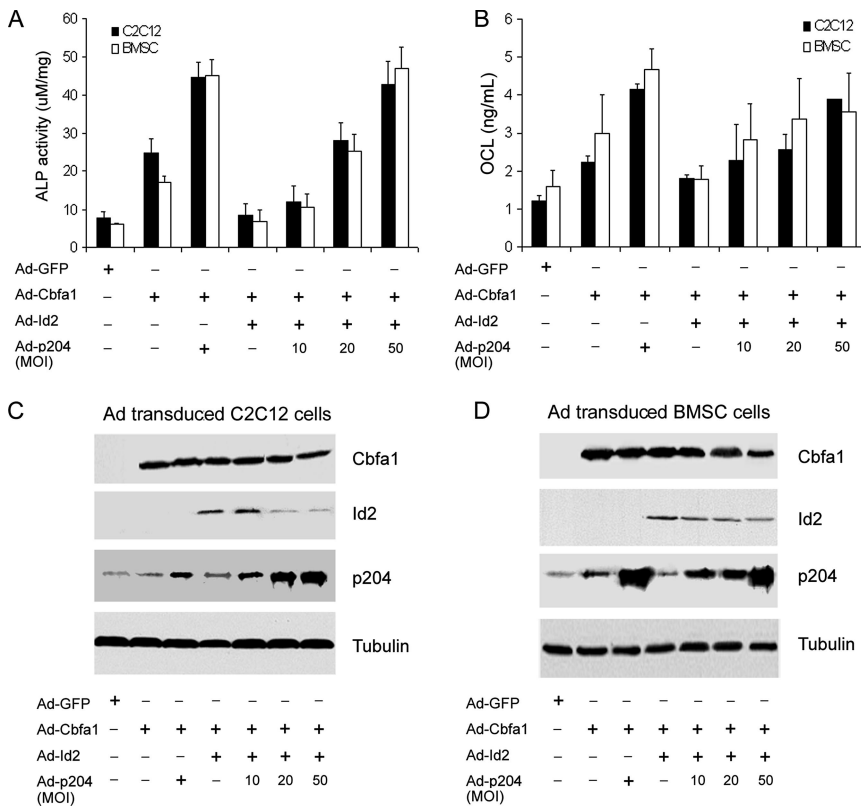 A
C2C12
BMSC
ALP activity (uM/mg)
60
50
40
30
20
10
0
Ad-GFP + – – – – – –
Ad-Cbfa1 – + + + + + +
Ad-Id2 – – – + + + +
Ad-p204 – – + – 10 20 50
(MOI)
B
C2C12
BMSC
OCL (ng/mL)
6
5
4
3
2
1
0
Ad-GFP + – – – – – –
Ad-Cbfa1 – + + + + + +
Ad-Id2 – – – + + + +
Ad-p204 – – + – 10 20 50
(MOI)
C
Ad transduced C2C12 cells
Cbfa1
Id2
p204
Tubulin
Ad-GFP + – – – – – –
Ad-Cbfa1 – + + + + + +
Ad-Id2 – – – + + + +
Ad-p204 – – + – 10 20 50
(MOI)
D
Ad transduced BMSC cells
Cbfa1
Id2
p204
Tubulin
Ad-GFP + – – – – – –
Ad-Cbfa1 – + + + + + +
Ad-Id2 – – – + + + +
Ad-p204 – – + – 10 20 50
(MOI)